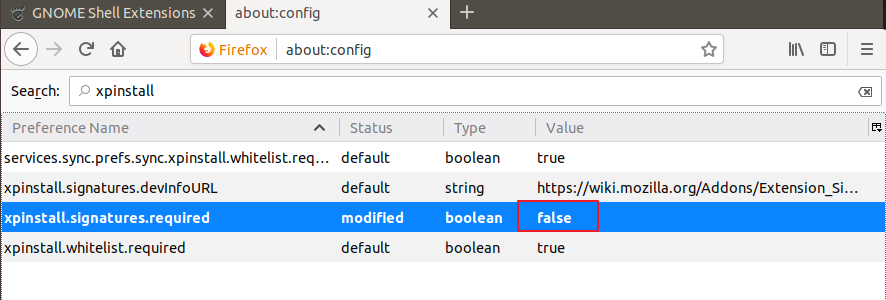 GNOME Shell Extensions about:config
Firefox about:config
Search: xpinstall
Preference Name Status Type Value
services.sync.prefs.sync.xpinstall.whitelist.req... default boolean true
xpinstall.signatures.devInfoURL default string https://wiki.mozilla.org/Addons/Extension_Si...
xpinstall.signatures.required modified boolean false
xpinstall.whitelist.required default boolean true